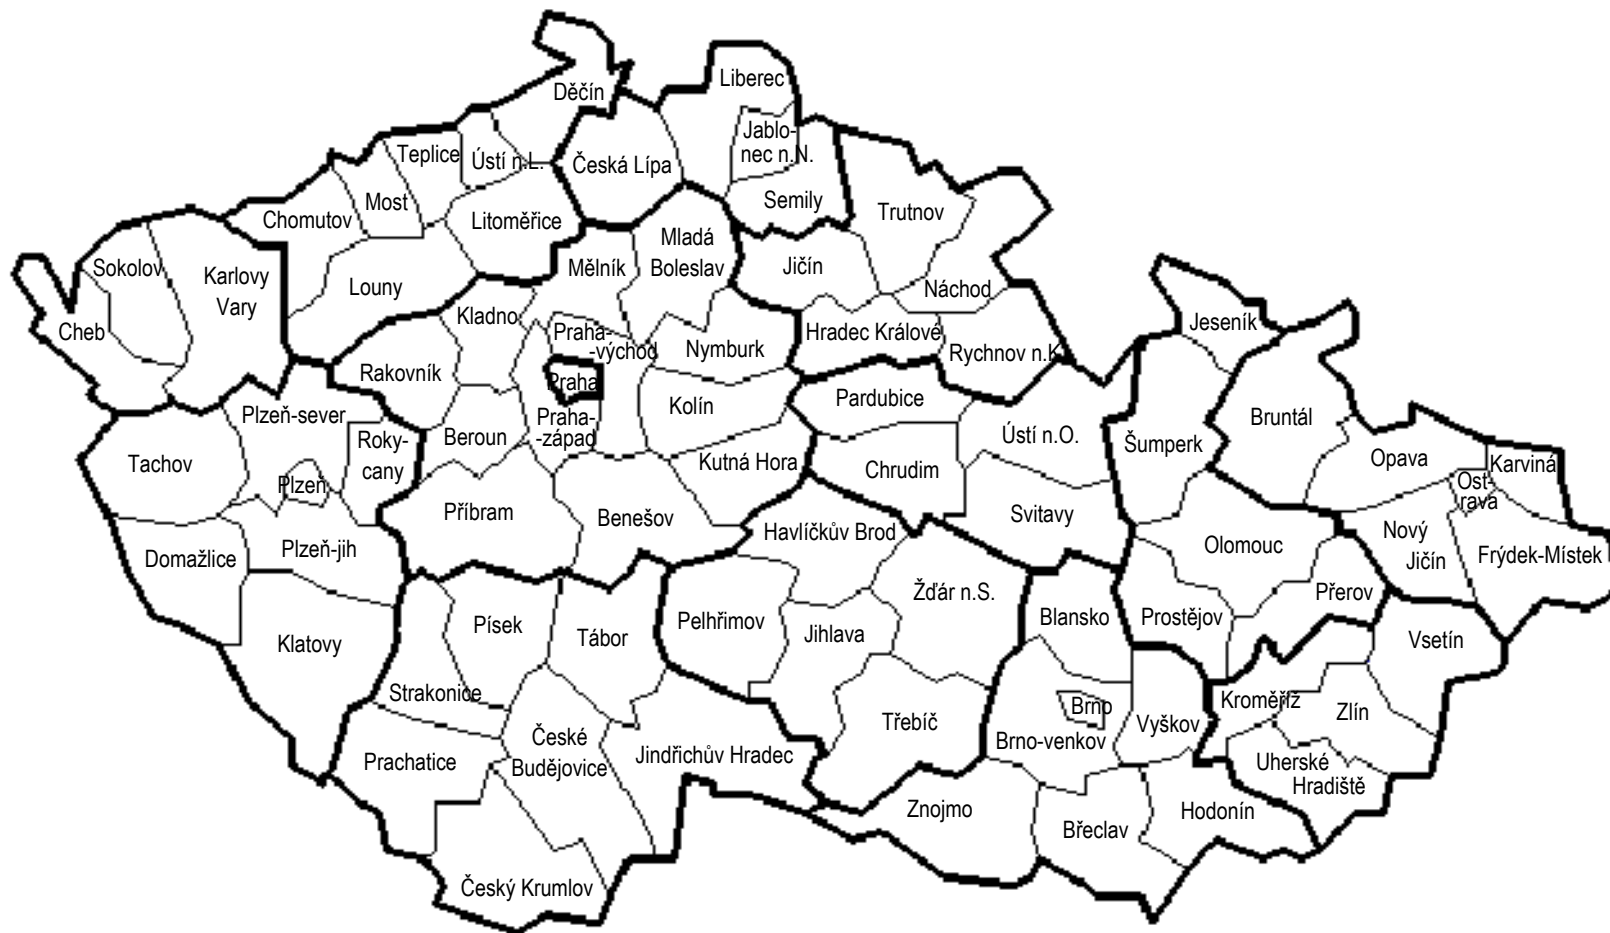 Děčín
Liberec
Jablo-
nec n.N.
Teplice
Ústí n.L.
Česká Lípa
Most
Semily
Chomutov
Litoměřice
Trutnov
Mladá
Boleslav
Sokolov
Karlovy
Vary
Louny
Mělník
Jičín
Náchod
Cheb
Kladno
Praha-
-východ
Nymburk
Hradec Králové
Rychnov n.K.
Jeseník
Rakovník
Praha
Kolín
Pardubice
Plzeň-sever
Roky-
cany
Beroun
Praha-
-západ
Ústí n.O.
Šumperk
Bruntál
Tachov
Plzeň
Kutná Hora
Chrudim
Opava
Karviná
Ost-
rava
Příbram
Benešov
Svitavy
Domažlice
Plzeň-jih
Havlíčkův Brod
Olomouc
Nový
Jičín
Frýdek-Místek
Klatovy
Písek
Tábor
Pelhřimov
Jihlava
Žďár n.S.
Blansko
Prostějov
Přerov
Vsetín
Strakonice
Třebíč
Brno
Brno-venkov
Vyškov
Kroměříž
Zlín
Prachatice
České
Budějovice
Jindřichův Hradec
Uherské
Hradiště
Znojmo
Břeclav
Hodonín
Český Krumlov